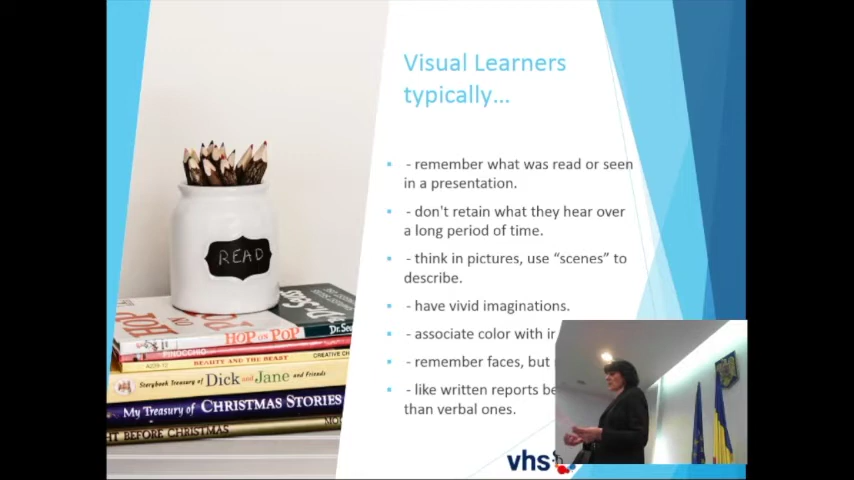 Visual Learners
typically...
- remember what was read or seen
in a presentation.
- don't retain what they hear over
a long period of time.
- think in pictures, use “scenes” to
describe.
- have vivid imaginations.
- associate color with
- remember faces, but
- like written reports
than verbal ones.
READ
Dr. Seuss
HOP ON POP
Dr. Seu
PINOCCHIO
BEAUTY AND THE BEAST
CREATIVE
Storybook Treasury of Dick and Jane and Friends
My Treasury of CHRISTMAS STORIES
BEFORE CHRISTMAS
vhs